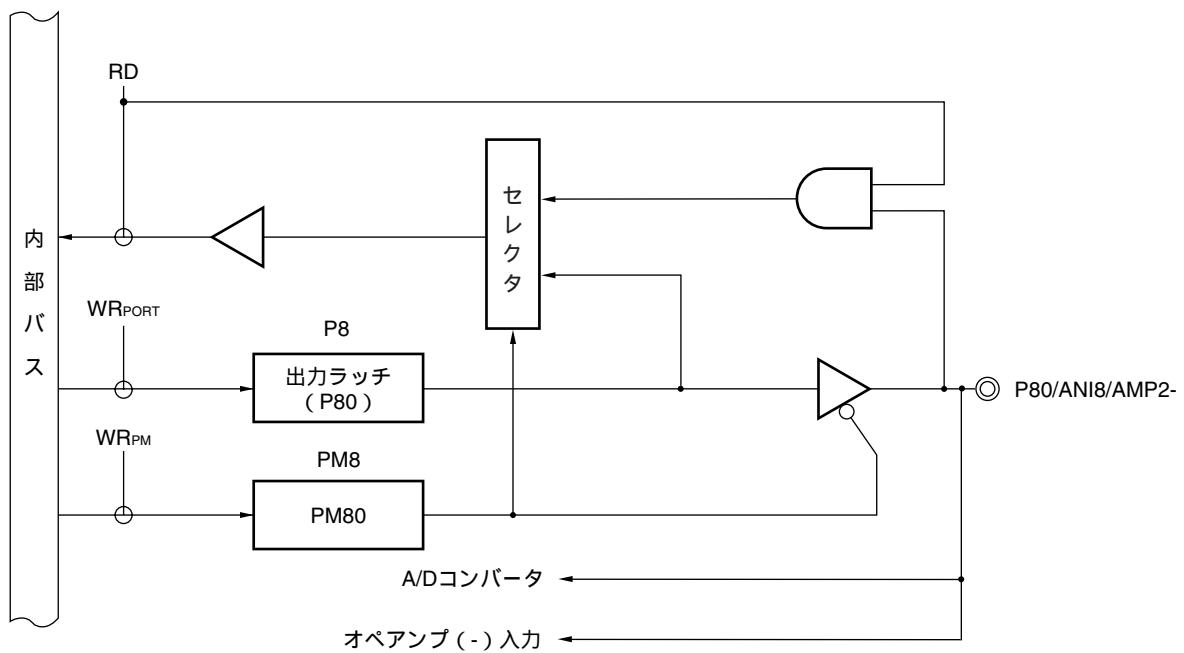 RD
セレクタ
内部バス
WRPORT
P8
出力ラッチ
(P80)
P80/ANI8/AMP2-
WRPM
PM8
PM80
A/Dコンバータ
オペアンプ(-)入力